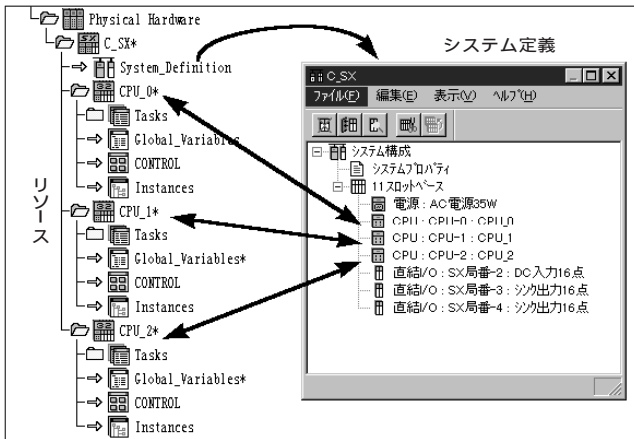 Physical Hardware
C_SX*
System_Definition
CPU_0*
Tasks
Global_Variables
CONTROL
Instances
CPU_1*
Tasks
Global_Variables*
CONTROL
Instances
CPU_2*
Tasks
Global_Variables*
CONTROL
Instances
リソース
システム定義
C_SX
ファイル(F) 編集(E) 表示(V) ヘルプ(H)
システム構成
システムプロパティ
11スロットベース
電源 : AC電源35W
CPU : CPU-0 : CPU_0
CPU : CPU-1 : CPU_1
CPU : CPU-2 : CPU_2
直結I/O : SX局番-2 : DC入力16点
直結I/O : SX局番-3 : シンク出力16点
直結I/O : SX局番-4 : シンク出力16点